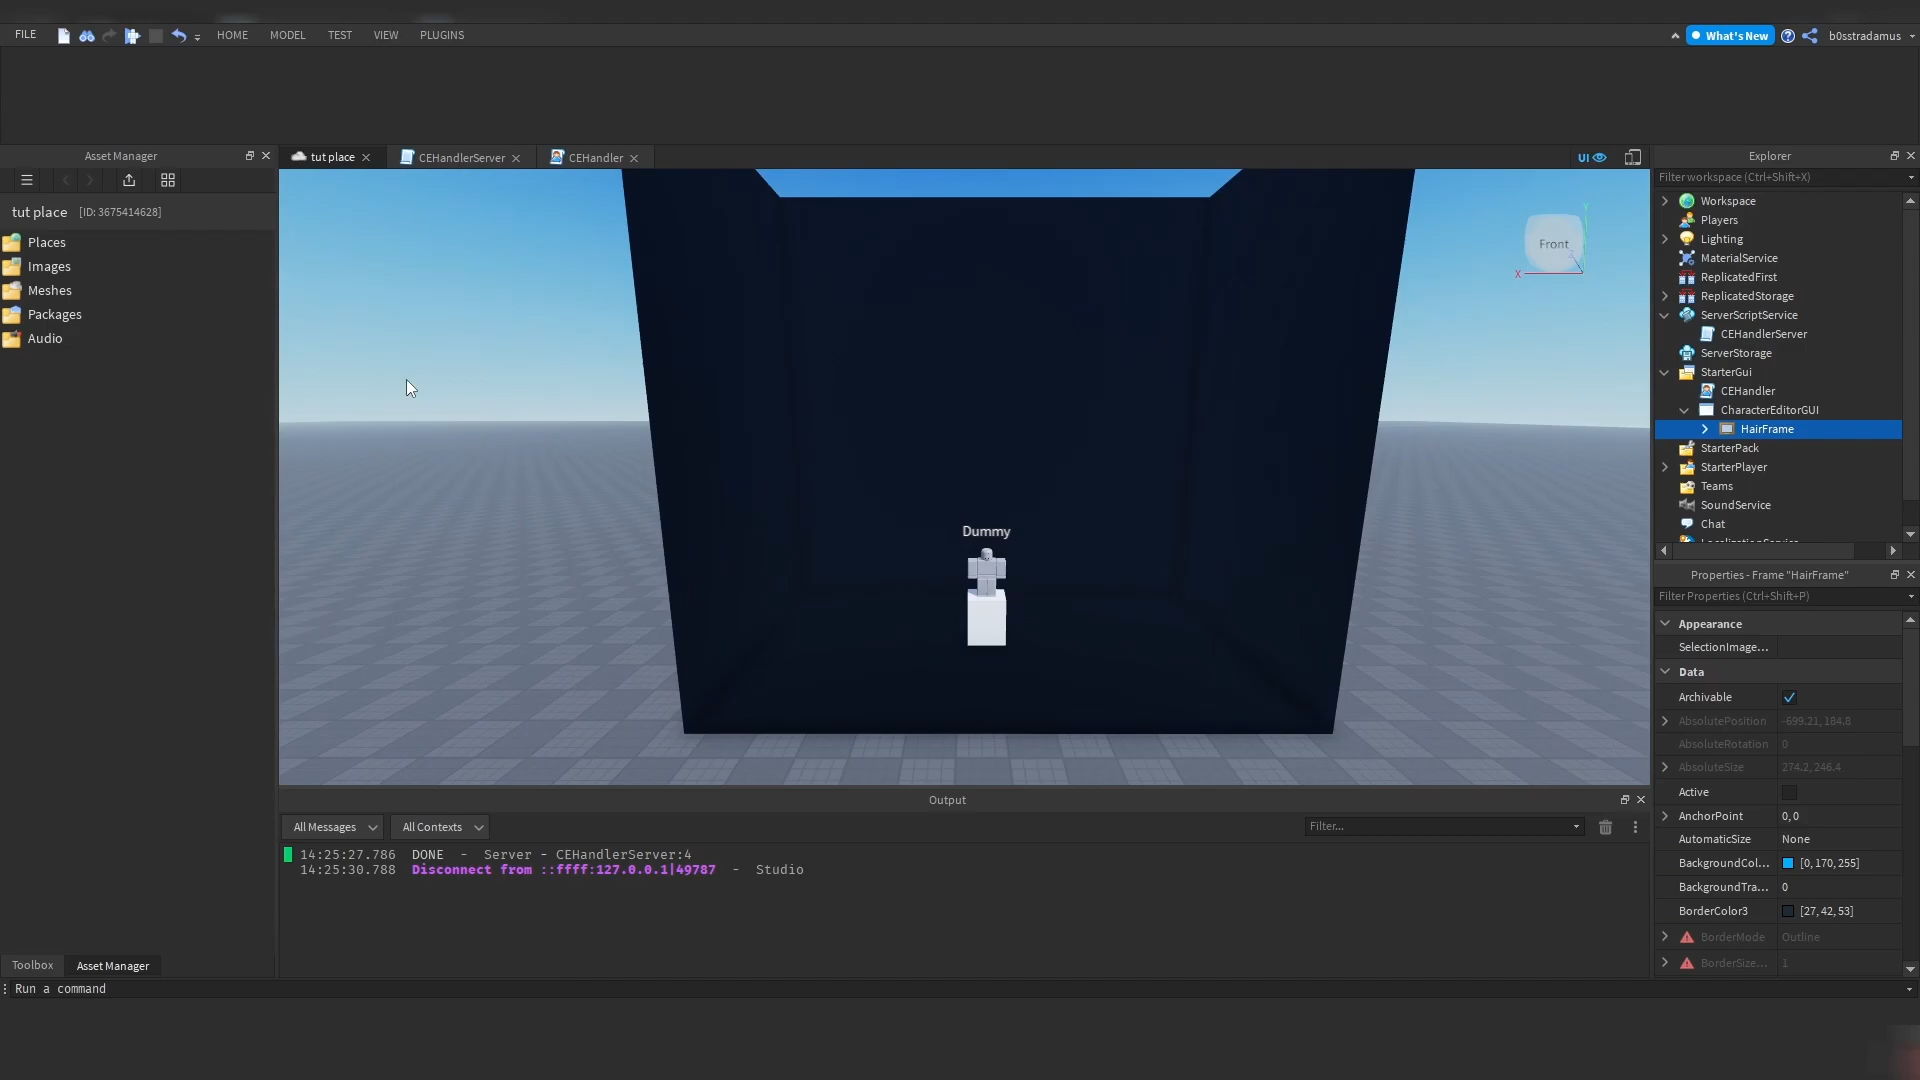 FILE
HOME
MODEL
TEST
VIEW
PLUGINS
What's New
b0sstradamus
Asset Manager
tut place
CEHandlerServer
CEHandler
UI
Explorer
Filter workspace (Ctrl+Shift+X)
tut place [ID: 3675414628]
Places
Images
Meshes
Packages
Audio
Front
X
Y
Dummy
Workspace
Players
Lighting
MaterialService
ReplicatedFirst
ReplicatedStorage
ServerScriptService
CEHandlerServer
ServerStorage
StarterGui
CEHandler
CharacterEditorGUI
HairFrame
StarterPack
StarterPlayer
Teams
SoundService
Chat
Properties - Frame "HairFrame"
Filter Properties (Ctrl+Shift+P)
Appearance
SelectionImage...
Data
Archivable
AbsolutePosition -699.21, 184.8
AbsoluteRotation 0
AbsoluteSize 274.2, 246.4
Active
AnchorPoint 0, 0
AutomaticSize None
BackgroundCol... [0, 170, 255]
BackgroundTra... 0
BorderColor3 [27, 42, 53]
BorderMode Outline
BorderSize... 1
Output
All Messages
All Contexts
Filter...
14:25:27.786 DONE - Server - CEHandlerServer:4
14:25:30.788 Disconnect from ::ffff:127.0.0.1|49787 - Studio
Toolbox
Asset Manager
Run a command